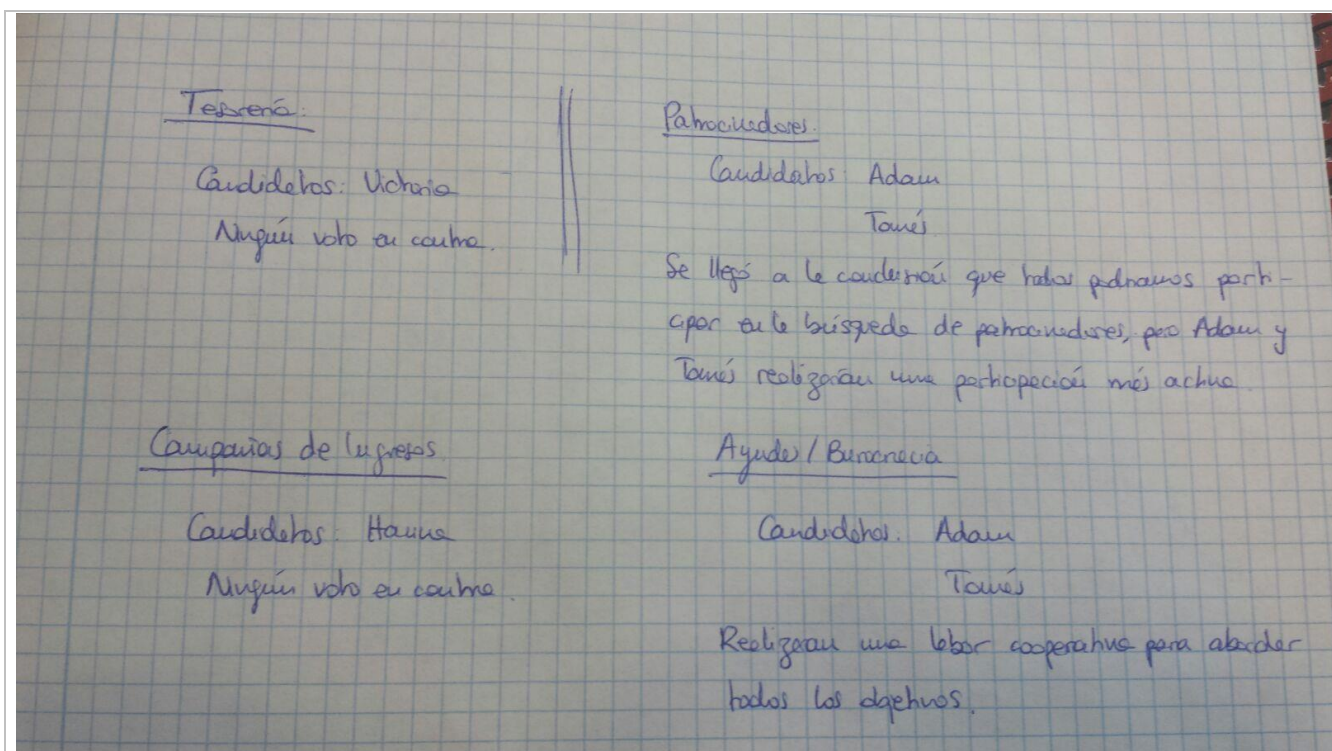 Tesorería:
Candidatos: Victoria
Ningún voto en contra.
Patrocinadores.
Candidatos: Adam
Tomás.
Se llegó a la conclusión que todos podríamos parti-
cipar en la búsqueda de patrocinadores, pero Adam y
Tomás realizarían una participación más activa.
Campañas de Ingresos
Candidatos: Hanna
Ningún voto en contra.
Ayudas / Burocracia
Candidatos: Adam
Tomás
Realizarán una labor cooperativa para abordar
todos los objetivos.